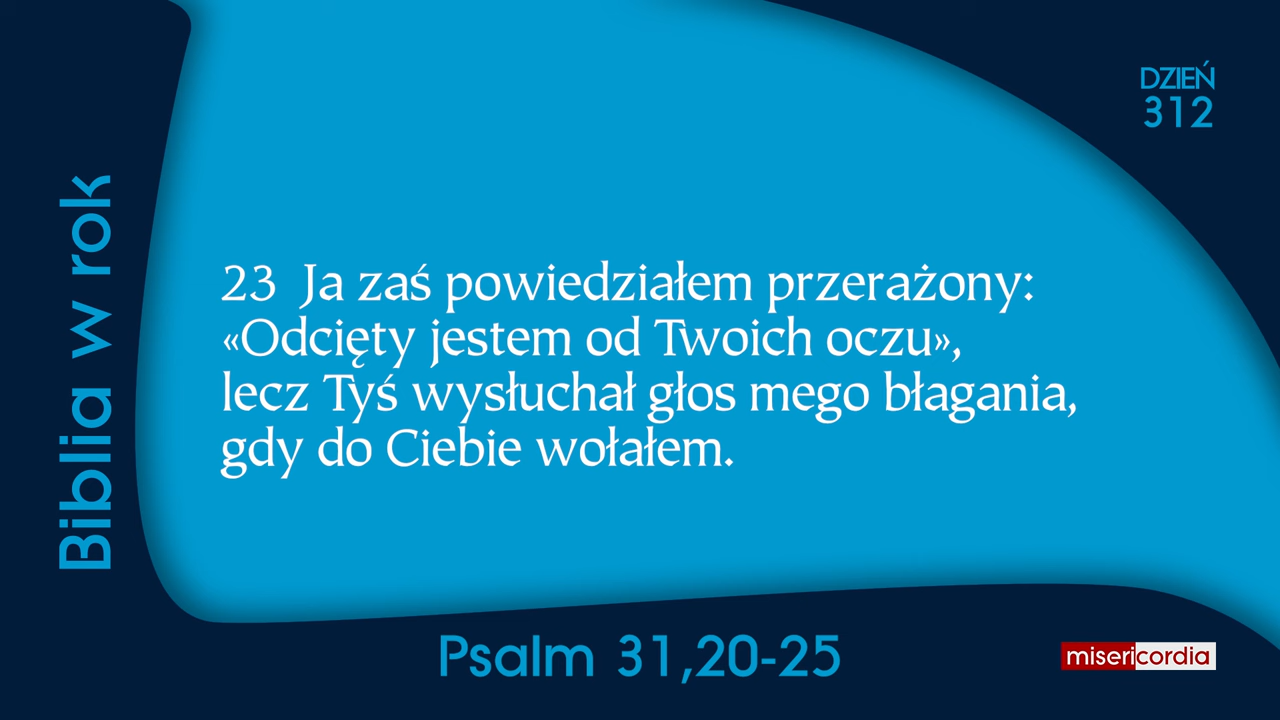 DZIEŃ
312
Biblia w rok
23 Ja zaś powiedziałem przerażony:
«Odcięty jestem od Twoich oczu»,
lecz Tyś wysłuchał głos mego błagania,
gdy do Ciebie wołałem.
Psalm 31,20-25
misericordia